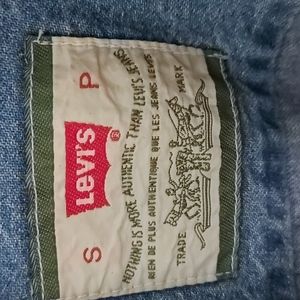 S P
Levi's ®
NOTHING IS MORE AUTHENTIC THAN LEVI'S JEANS
RIEN DE PLUS AUTHENTIQUE QUE LES JEANS LEVI'S
TRADE MARK